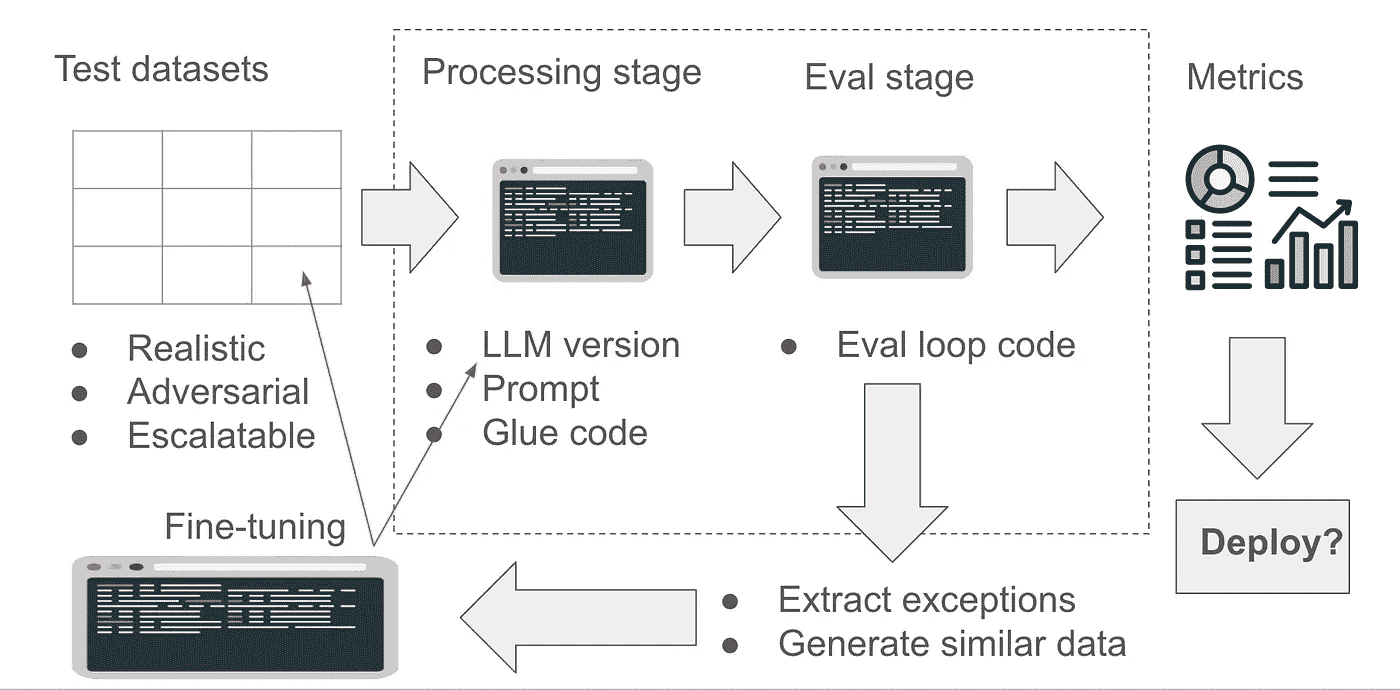 Test datasets
Processing stage
Eval stage
Metrics
Realistic
Adversarial
Escalatable
LLM version
Prompt
Glue code
Eval loop code
Fine-tuning
Deploy?
Extract exceptions
Generate similar data